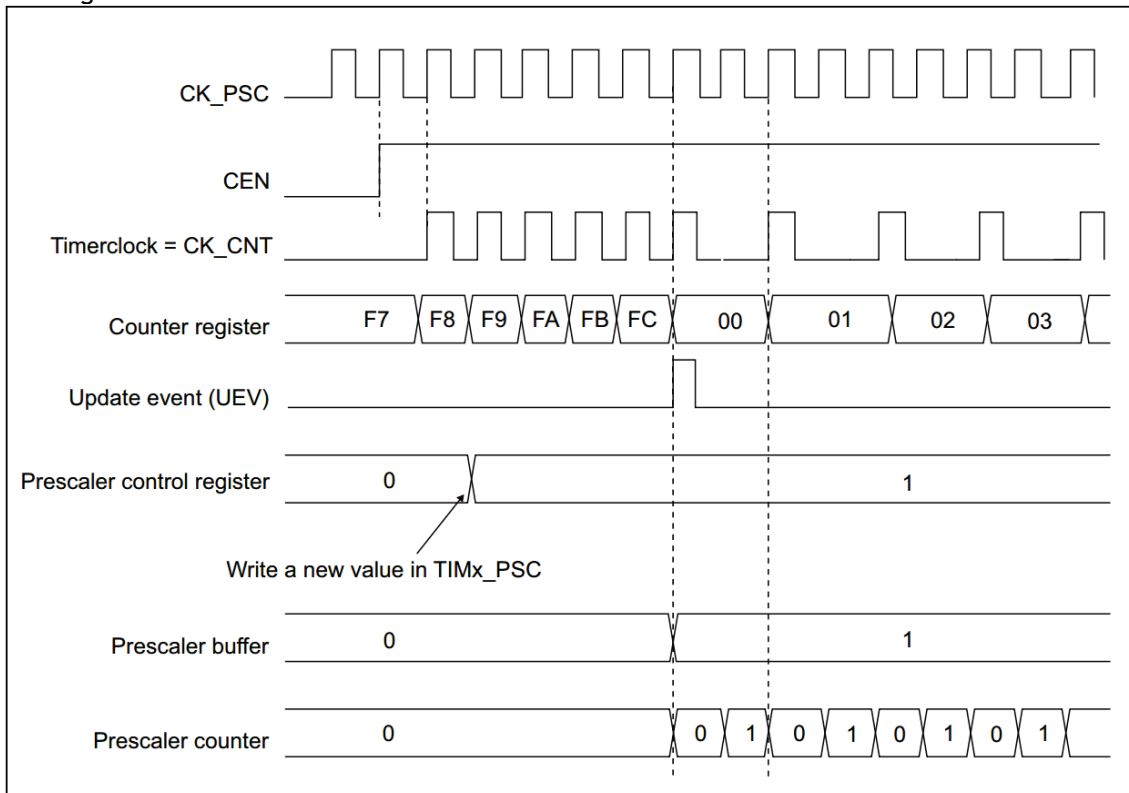 CK_PSC
CEN
Timerclock = CK_CNT
Counter register F7 F8 F9 FA FB FC 00 01 02 03
Update event (UEV)
Prescaler control register 0 1
Write a new value in TIMx_PSC
Prescaler buffer 0 1
Prescaler counter 0 0 1 0 1 0 1 0 1